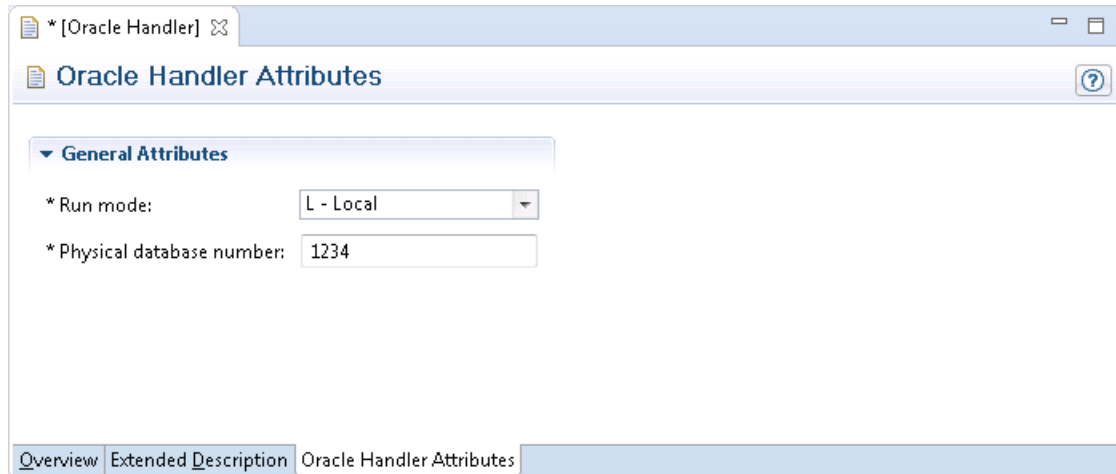 * [Oracle Handler]
Oracle Handler Attributes
General Attributes
* Run mode: L - Local
* Physical database number: 1234
Overview Extended Description Oracle Handler Attributes